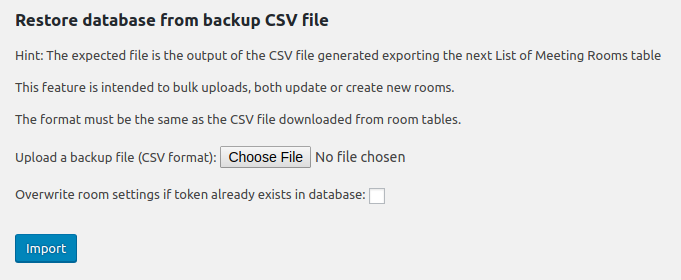 Restore database from backup CSV file
Hint: The expected file is the output of the CSV file generated exporting the next List of Meeting Rooms table
This feature is intended to bulk uploads, both update or create new rooms.
The format must be the same as the CSV file downloaded from room tables.
Upload a backup file (CSV format): Choose File No file chosen
Overwrite room settings if token already exists in database:
Import